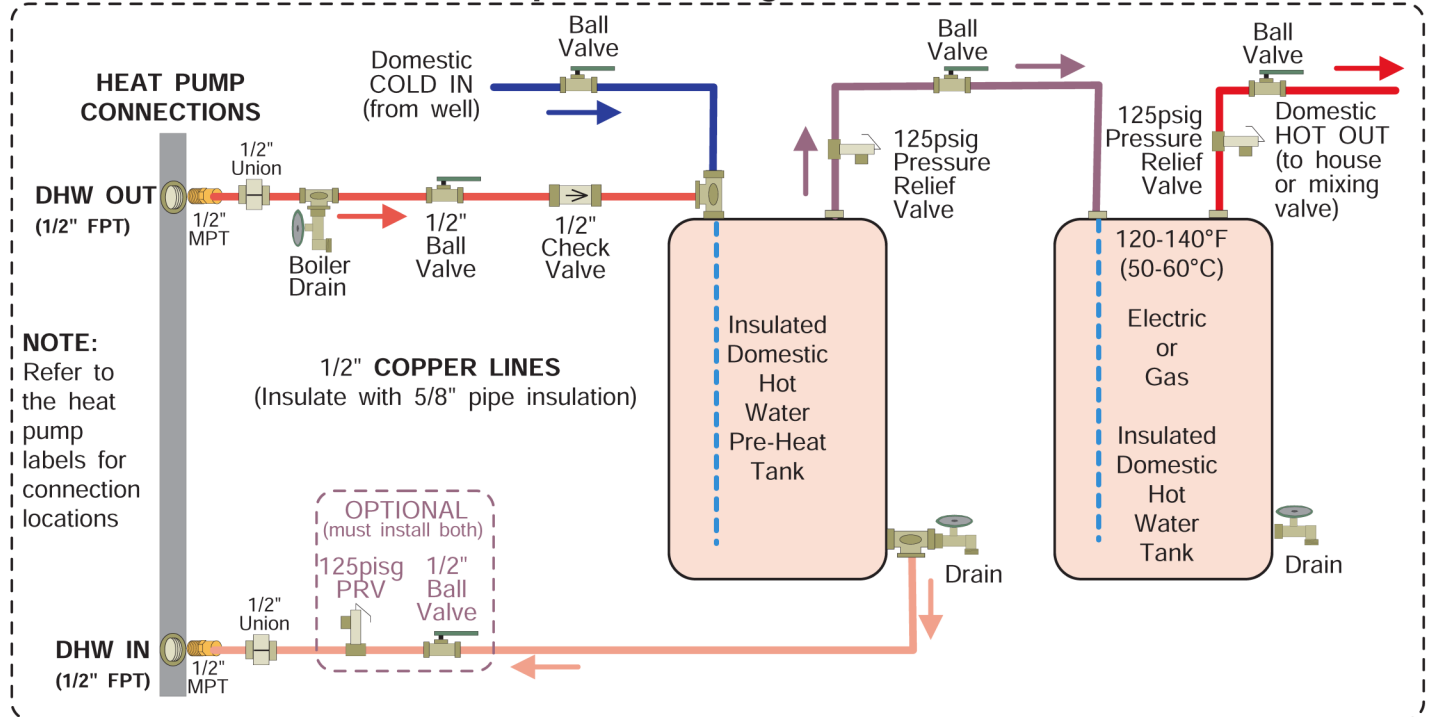 HEAT PUMP
CONNECTIONS
Domestic
COLD IN
(from well)
Ball
Valve
Ball
Valve
Ball
Valve
125psig
Pressure
Relief
Valve
125psig
Pressure
Relief
Valve
Domestic
HOT OUT
(to house
or mixing
valve)
DHW OUT
(1/2" FPT)
1/2"
MPT
1/2"
Union
Boiler
Drain
1/2"
Ball
Valve
1/2"
Check
Valve
NOTE:
Refer to
the heat
pump
labels for
connection
locations
1/2" COPPER LINES
(Insulate with 5/8" pipe insulation)
Insulated
Domestic
Hot
Water
Pre-Heat
Tank
120-140°F
(50-60°C)
Electric
or
Gas
Insulated
Domestic
Hot
Water
Tank
Drain
Drain
OPTIONAL
(must install both)
125pisg
PRV
1/2"
Ball
Valve
1/2"
Union
DHW IN
(1/2" FPT)
1/2"
MPT